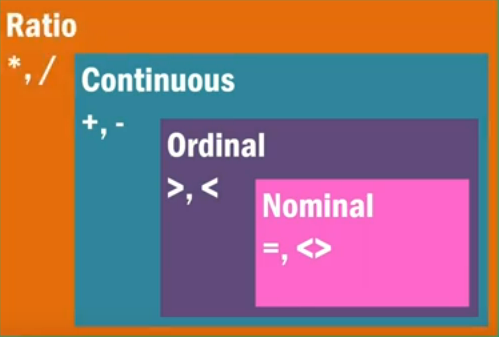 Ratio
*, /
Continuous
+, -
Ordinal
>, <
Nominal
=, <>